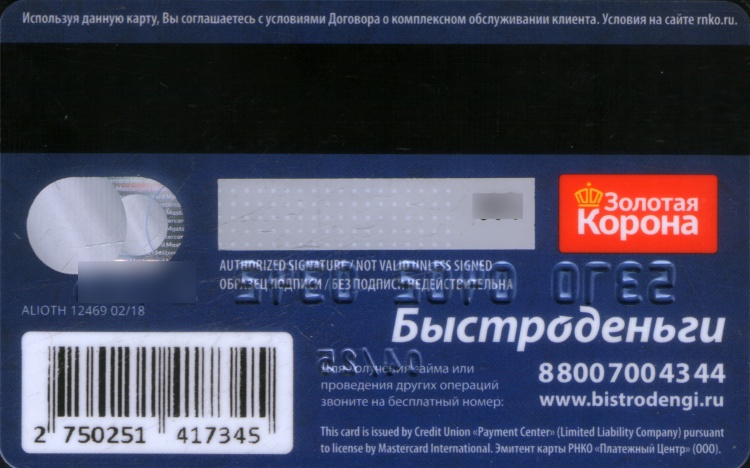 Используя данную карту, Вы соглашаетесь с условиями Договора о комплексном обслуживании клиента. Условия на сайте rnko.ru.
Золотая
Корона
AUTHORIZED SIGNATURE / NOT VALID UNLESS SIGNED
ОБРАЗЕЦ ПОДПИСИ / БЕЗ ПОДПИСИ НЕДЕЙСТВИТЕЛЬНА
ALIOTH 12469 02/18
Быстроденьги
Для получения займа или
проведения других операций
звоните на бесплатный номер:
88007004344
www.bistrodengi.ru
2 750251 417345
This card is issued by Credit Union «Payment Center» (Limited Liability Company) pursuant
to license by Mastercard International. Эмитент карты РНКО «Платежный Центр» (ООО).